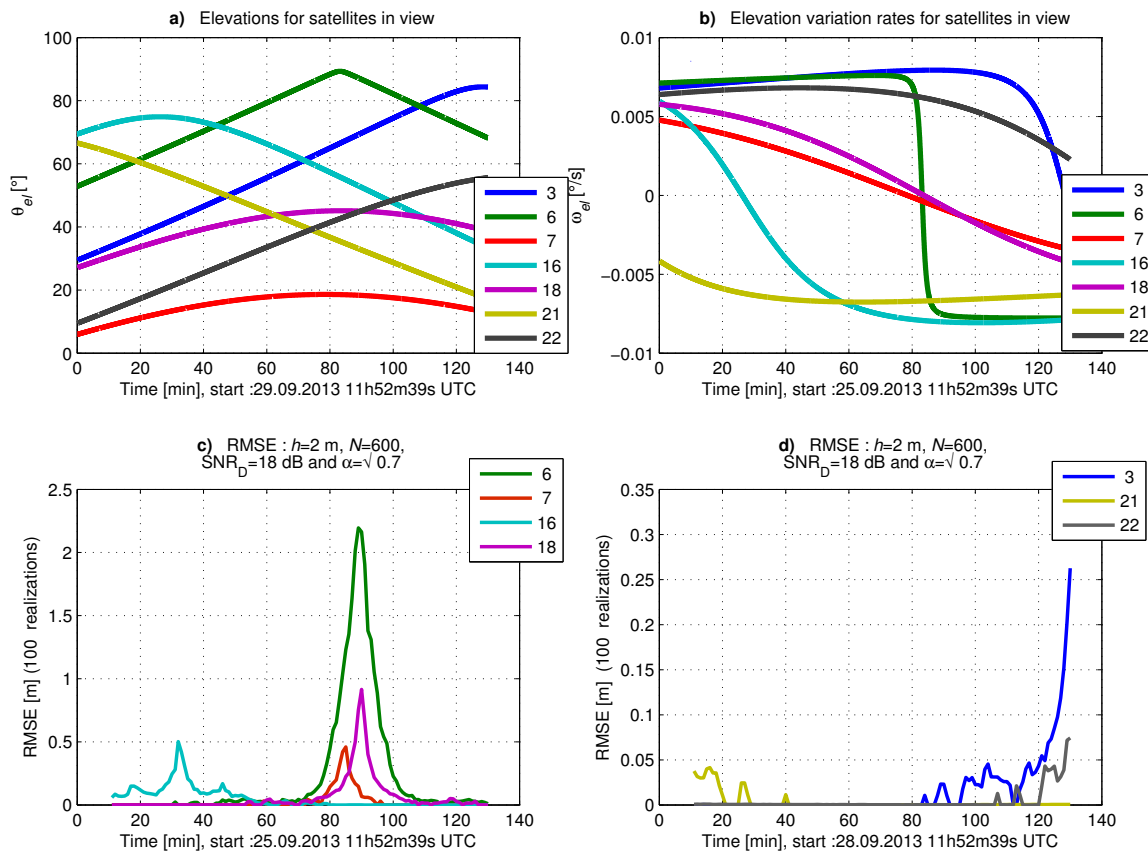 a) Elevations for satellites in view
100
80
60
40
20
0
θel [°]
0 20 40 60 80 100 120 140
Time [min], start :29.09.2013 11h52m39s UTC
3
6
7
16
18
21
22
b) Elevation variation rates for satellites in view
0.01
0.005
0
−0.005
−0.01
ωel [°/s]
0 20 40 60 80 100 120 140
Time [min], start :25.09.2013 11h52m39s UTC
3
6
7
16
18
21
22
c) RMSE : h=2 m, N=600,
SNRD=18 dB and α=√ 0.7
2.5
2
1.5
1
0.5
0
RMSE [m] (100 realizations)
0 20 40 60 80 100 120 140
Time [min], start :25.09.2013 11h52m39s UTC
6
7
16
18
d) RMSE : h=2 m, N=600,
SNRD=18 dB and α=√ 0.7
0.35
0.3
0.25
0.2
0.15
0.1
0.05
0
RMSE [m] (100 realizations)
0 20 40 60 80 100 120 140
Time [min], start :28.09.2013 11h52m39s UTC
3
21
22